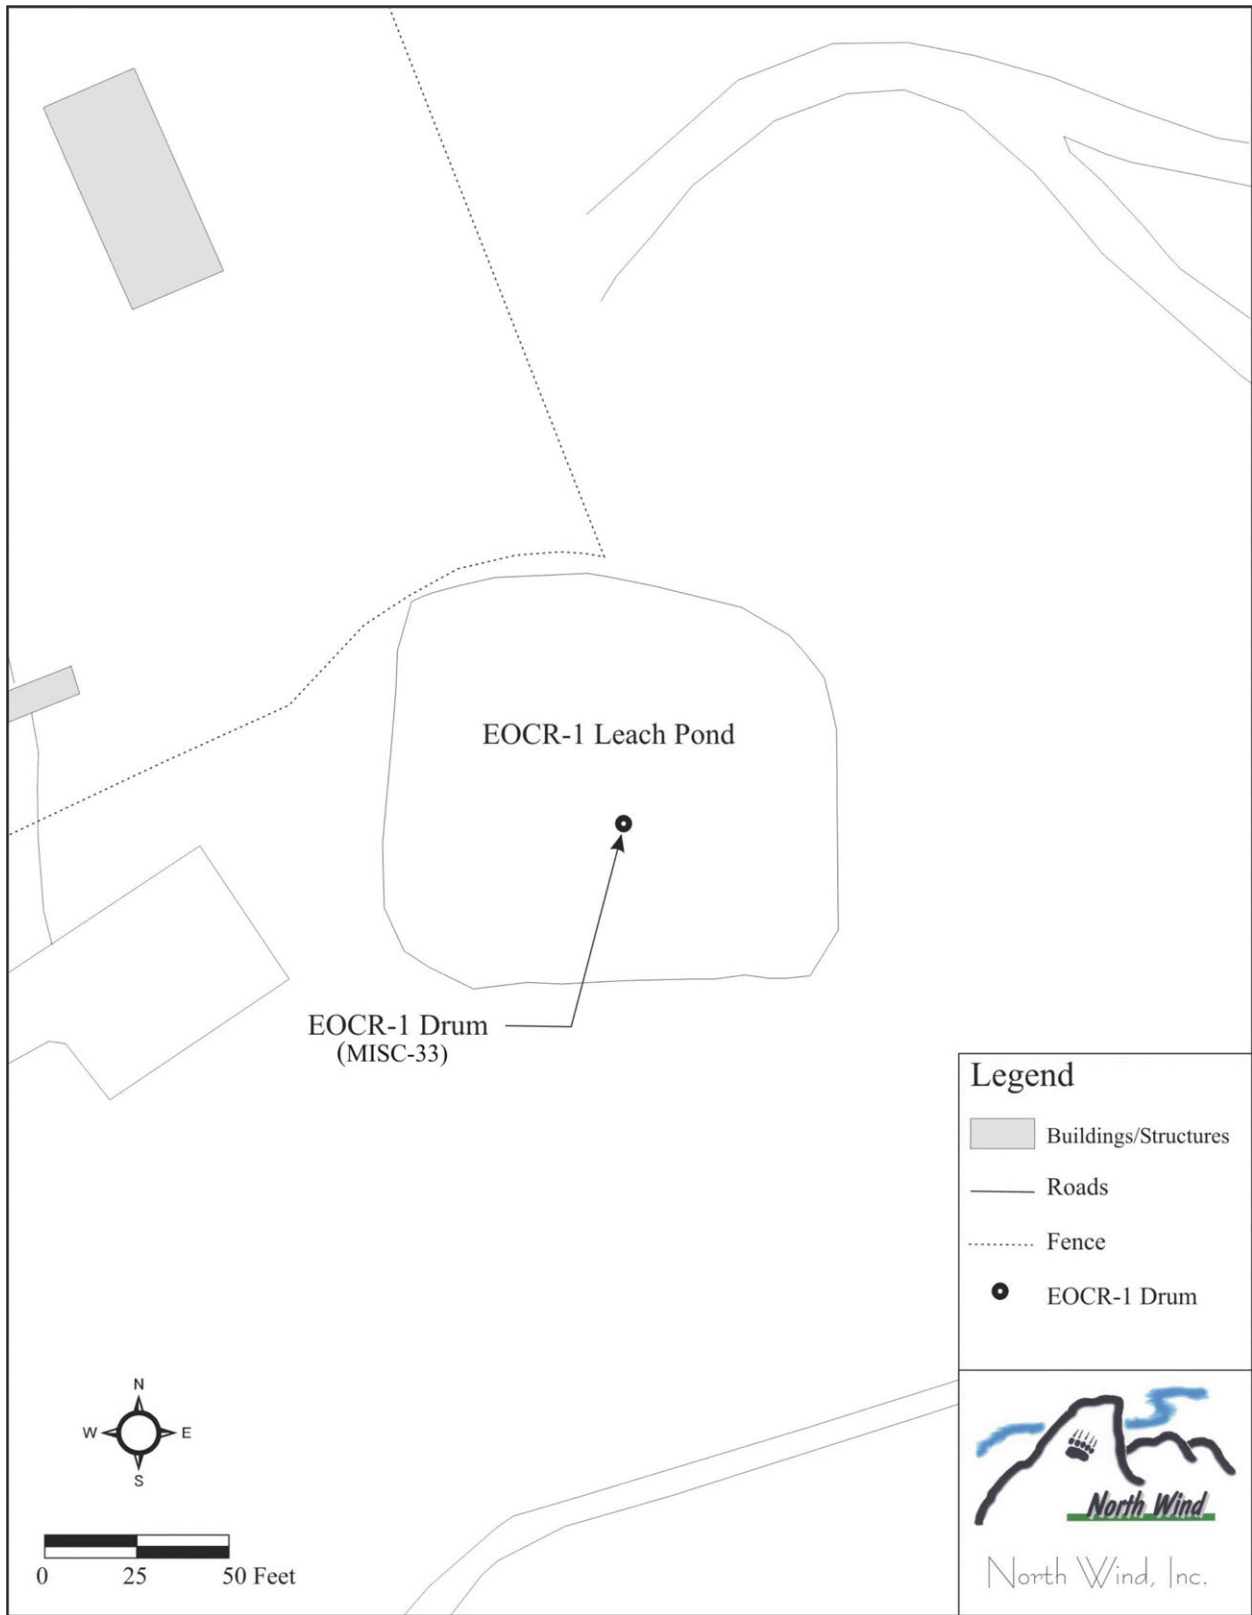 EOCR-1 Leach Pond
EOCR-1 Drum
(MISC-33)
Legend
Buildings/Structures
Roads
Fence
EOCR-1 Drum
N
W E
S
0 25 50 Feet
North Wind
North Wind, Inc.